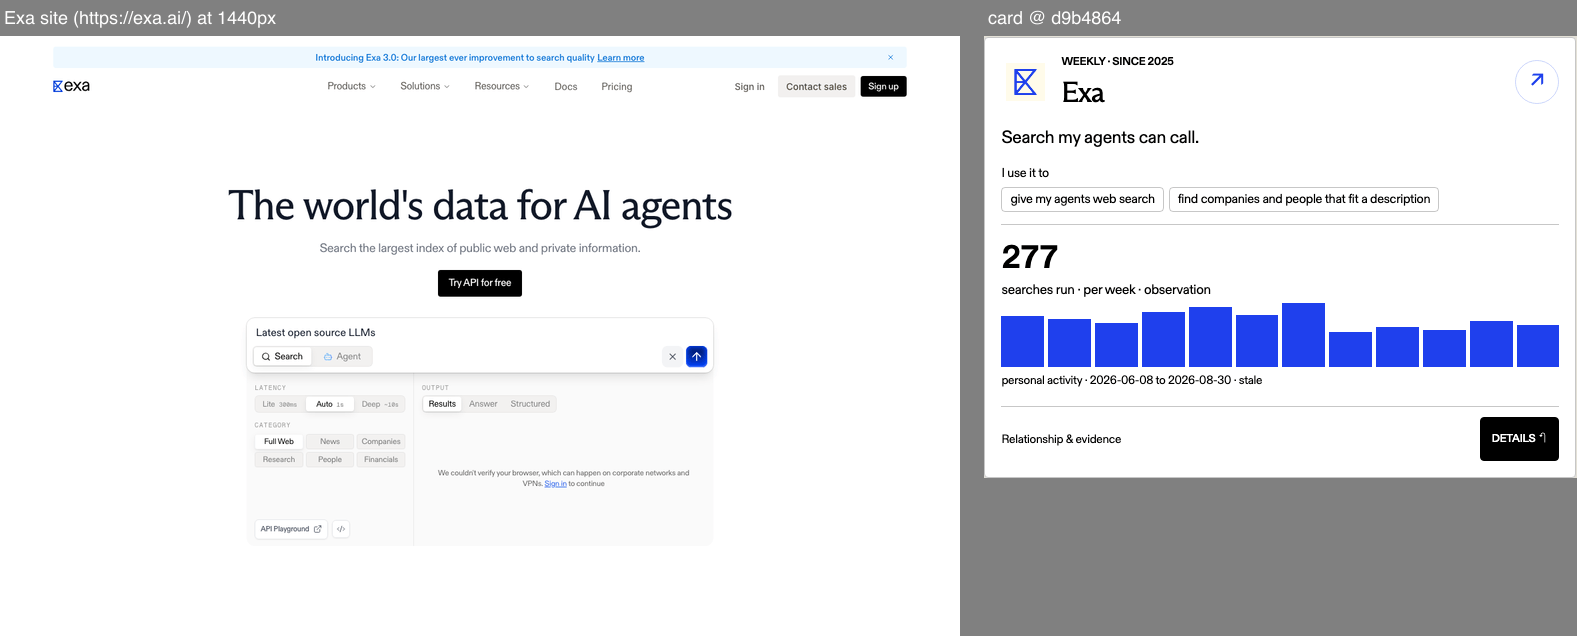 Exa site (https://exa.ai/) at 1440px
Introducing Exa 3.0: Our largest ever improvement to search quality Learn more ×
exa
Products Solutions Resources Docs Pricing Sign in Contact sales Sign up
The world's data for AI agents
Search the largest index of public web and private information.
Try API for free
Latest open source LLMs
Search Agent
LATENCY
Lite 300ms Auto 1s Deep ~10s
CATEGORY
Full Web News Companies
Research People Financials
API Playground </>
OUTPUT
Results Answer Structured
We couldn't verify your browser, which can happen on corporate networks and
VPNs. Sign in to continue
card @ d9b4864
WEEKLY · SINCE 2025
Exa
Search my agents can call.
I use it to
give my agents web search find companies and people that fit a description
277
searches run · per week · observation
personal activity · 2026-06-08 to 2026-08-30 · stale
Relationship & evidence
DETAILS